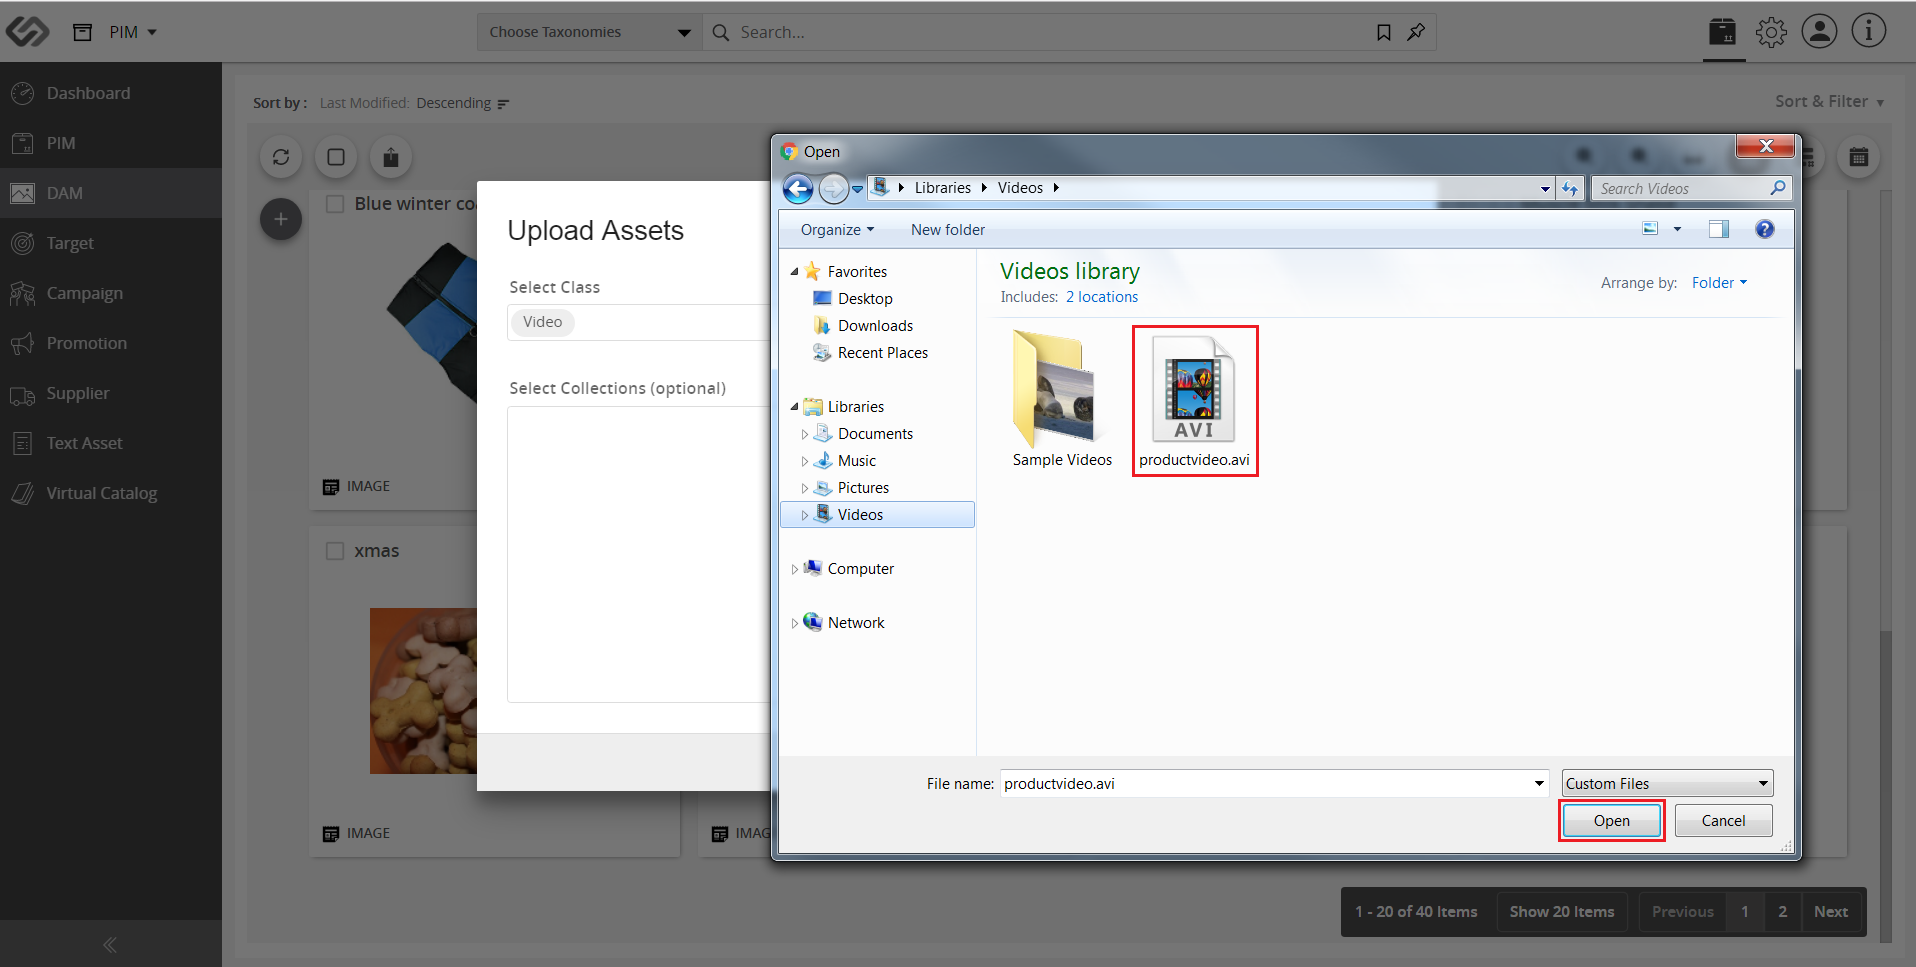 PIM
Choose Taxonomies
Search...
Dashboard
PIM
DAM
Target
Campaign
Promotion
Supplier
Text Asset
Virtual Catalog
Sort by : Last Modified: Descending
Sort & Filter
Blue winter co
IMAGE
xmas
IMAGE
IMAG
Upload Assets
Select Class
Video
Select Collections (optional)
Open
Libraries Videos
Search Videos
Organize
New folder
Favorites
Desktop
Downloads
Recent Places
Libraries
Documents
Music
Pictures
Videos
Computer
Network
Videos library
Includes: 2 locations
Arrange by: Folder
Sample Videos
AVI
productvideo.avi
File name: productvideo.avi
Custom Files
Open
Cancel
1 - 20 of 40 Items
Show 20 Items
Previous 1 2 Next